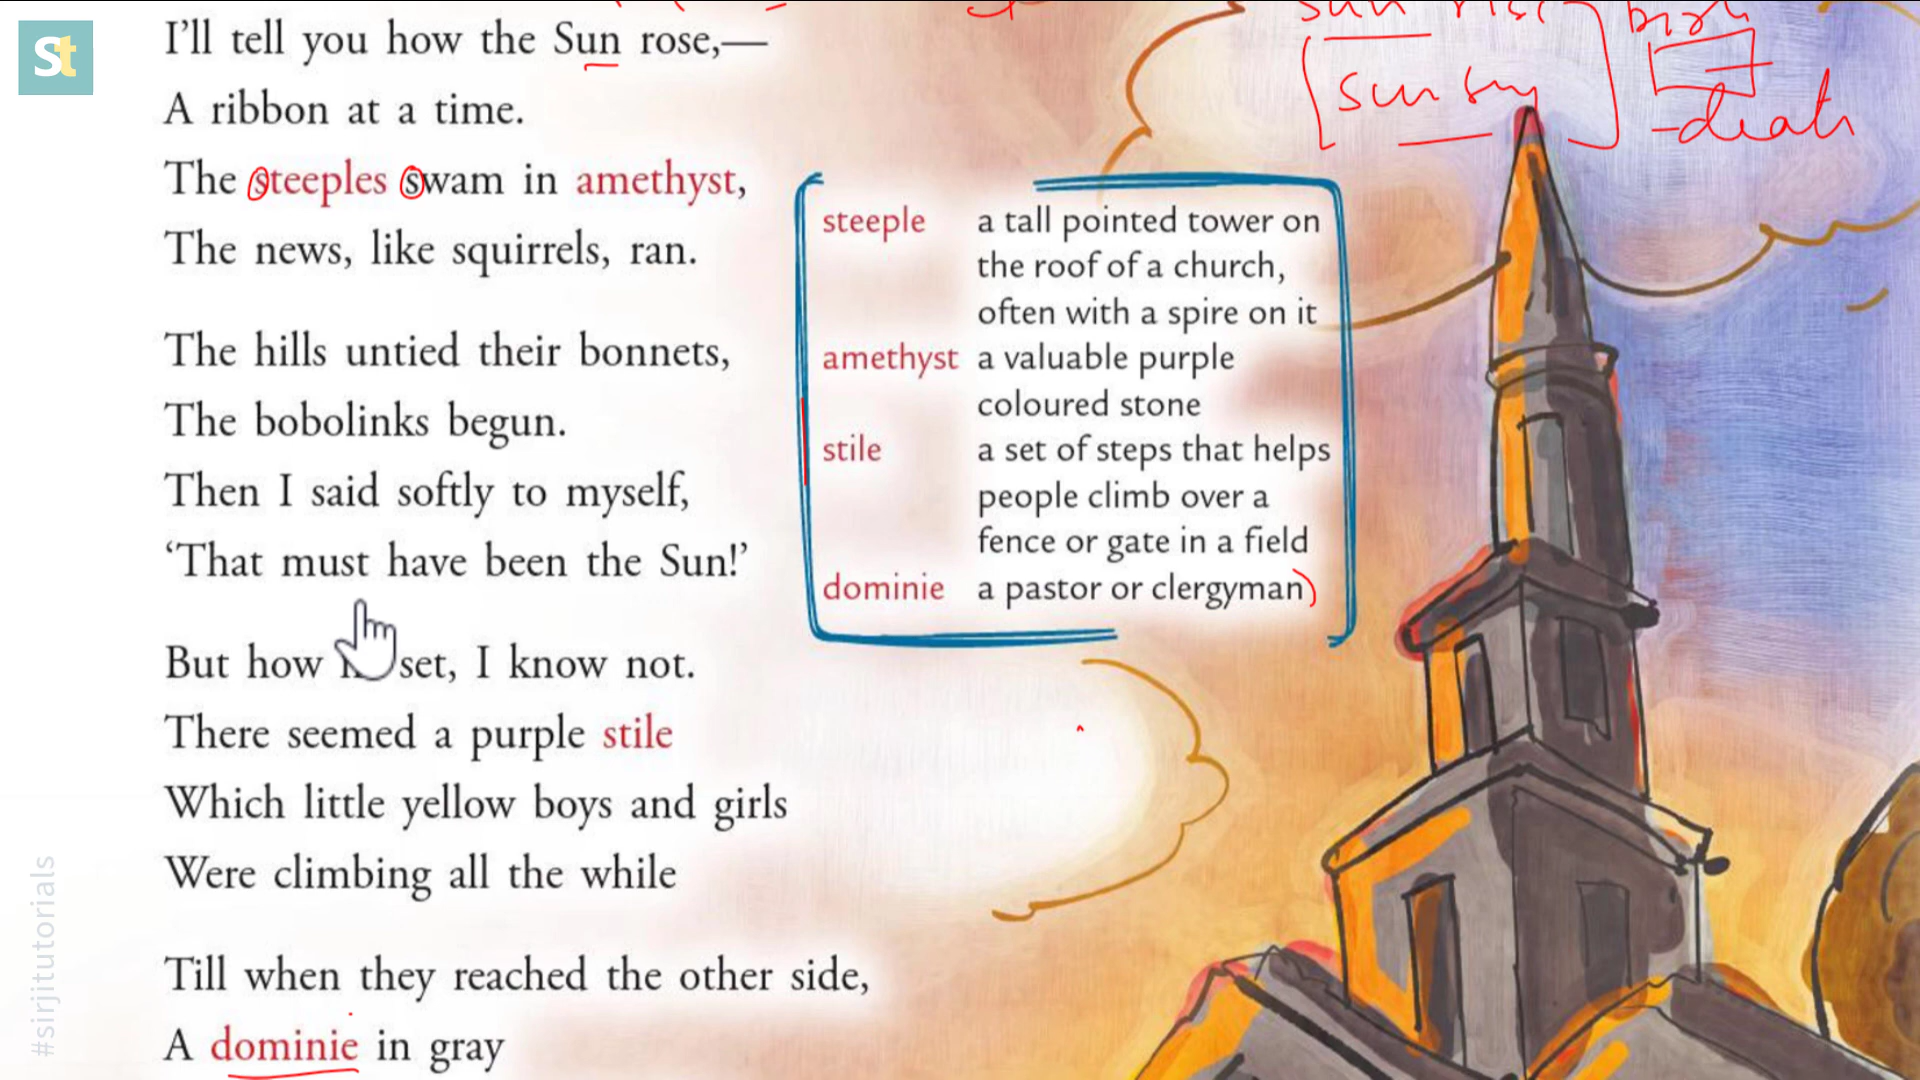 St
I'll tell you how the Sun rose,—
A ribbon at a time.
The steeples swam in amethyst,
The news, like squirrels, ran.
The hills untied their bonnets,
The bobolinks begun.
Then I said softly to myself,
'That must have been the Sun!'
But how set, I know not.
There seemed a purple stile
Which little yellow boys and girls
Were climbing all the while
Till when they reached the other side,
A dominie in gray
steeple a tall pointed tower on
the roof of a church,
often with a spire on it
amethyst a valuable purple
coloured stone
stile a set of steps that helps
people climb over a
fence or gate in a field
dominie a pastor or clergyman)
sun
sun
#sirjitutorials